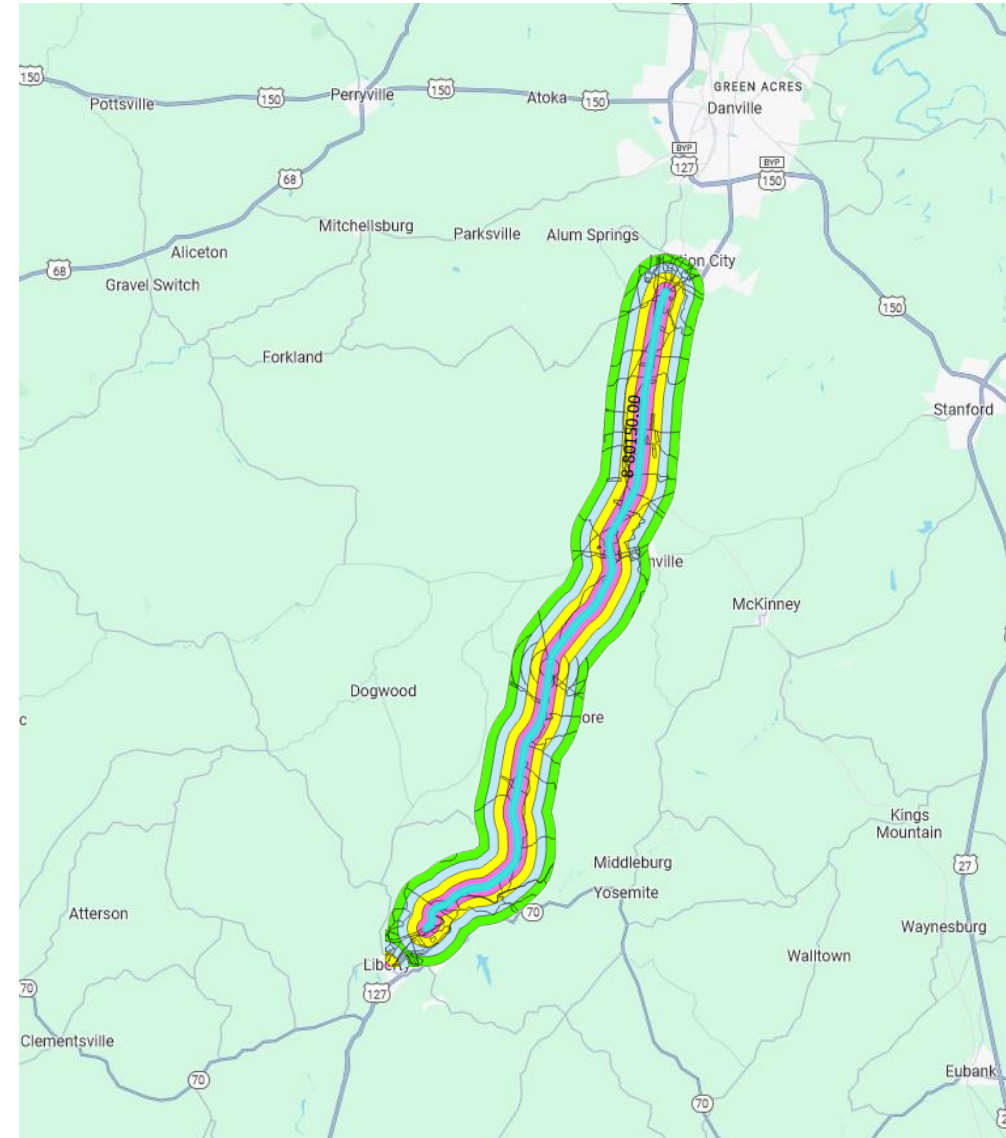 GREEN ACRES
150
Perryville
150
150
Atoka
150
Pottsville
Danville
BYP
127
BYP
150
68
Mitchellsburg
Parksville
Alum Springs
Aliceton
tion City
68
Gravel Switch
150
Forkland
Stanford
8-80150.00
nville
McKinney
Dogwood
c
ore
Kings
Mountain
Middleburg
27
Yosemite
Atterson
70
Waynesburg
Walltown
Liberty
70
127
Clementsville
70
Eubank
70